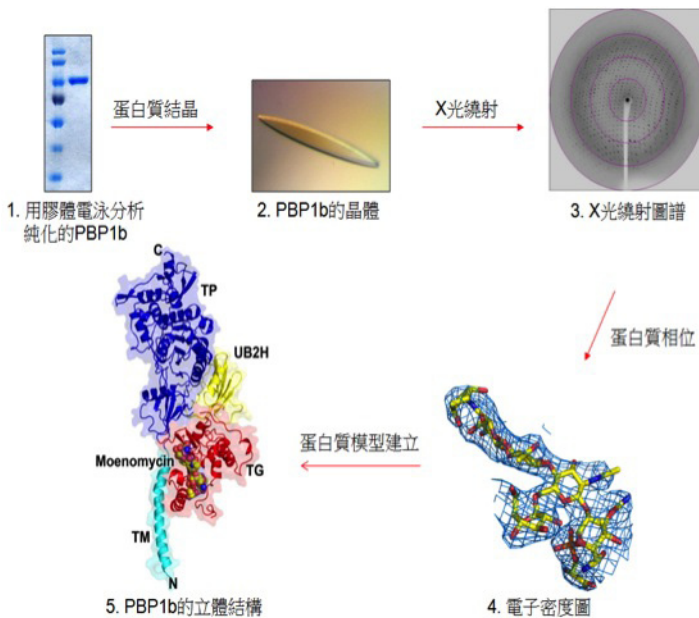 蛋白質結晶
X光繞射
1. 用膠體電泳分析
純化的PBP1b
2. PBP1b的晶體
3. X光繞射圖譜
蛋白質相位
C
TP
UB2H
Moenomycin
TG
TM
N
蛋白質模型建立
5. PBP1b的立體結構
4. 電子密度圖